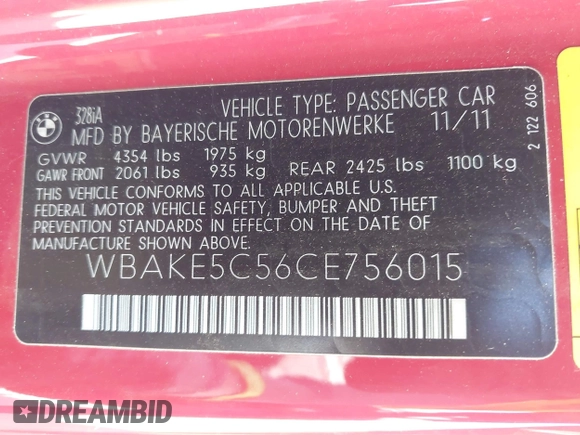 BMW
328iA
VEHICLE TYPE: PASSENGER CAR
MFD BY BAYERISCHE MOTORENWERKE 11/11
GVWR 4354 lbs 1975 kg
GAWR FRONT 2061 lbs 935 kg REAR 2425 lbs 1100 kg
THIS VEHICLE CONFORMS TO ALL APPLICABLE U.S.
FEDERAL MOTOR VEHICLE SAFETY, BUMPER AND THEFT
PREVENTION STANDARDS IN EFFECT ON THE DATE OF
MANUFACTURE SHOWN ABOVE.
WBAKE5C56CE756015
2 122 606
DREAMBID